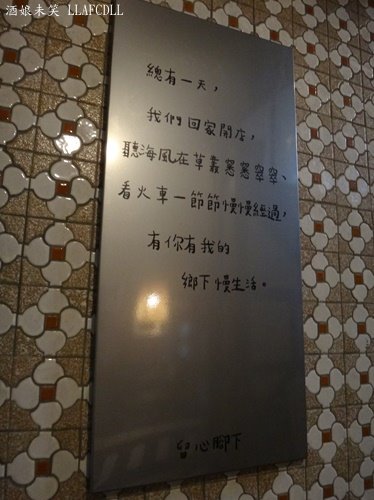 酒娘未笑 LLAFCDLL
總有一天，
我們回家開店，
聽海風在草叢窸窸窣窣、
看火車一節節慢慢經過，
有你有我的
鄉下慢生活。
留心腳下